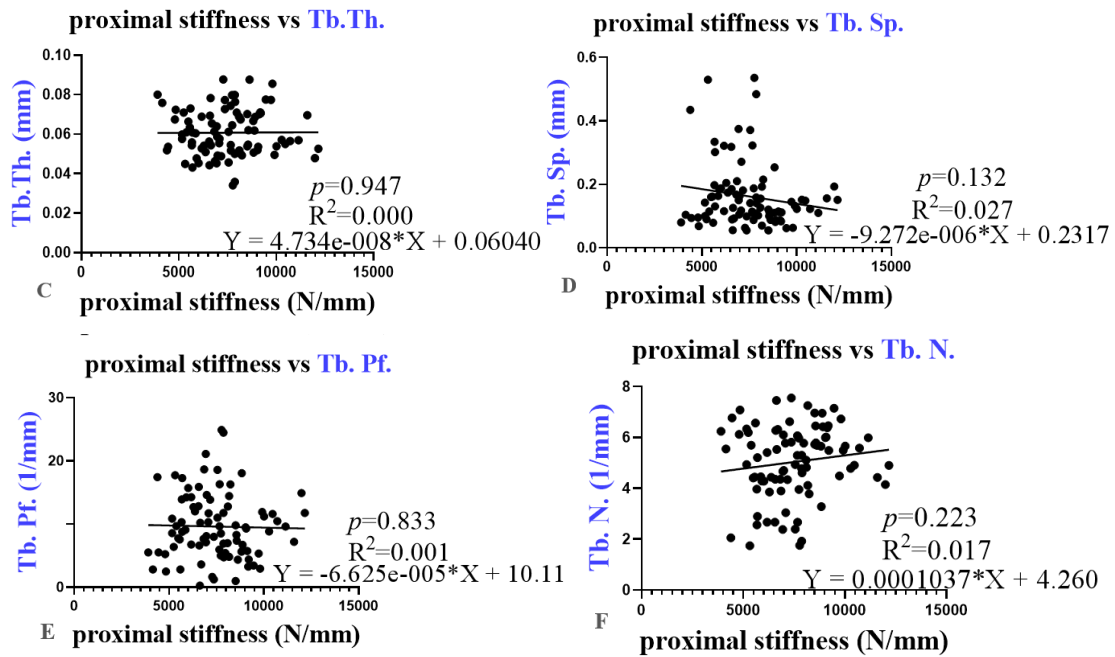 proximal stiffness vs Tb.Th.
0.10
0.08
0.06
0.04
0.02
0.00
Tb.Th. (mm)
p=0.947
R²=0.000
Y = 4.734e-008*X + 0.06040
5000
10000
15000
C
proximal stiffness (N/mm)
proximal stiffness vs Tb. Sp.
0.6
0.4
0.2
0.0
Tb. Sp. (mm)
p=0.132
R²=0.027
Y = -9.272e-006*X + 0.2317
5000
10000
15000
D
proximal stiffness (N/mm)
proximal stiffness vs Tb. Pf.
30
20
10
0
Tb. Pf. (1/mm)
p=0.833
R²=0.001
Y = -6.625e-005*X + 10.11
5000
10000
15000
E
proximal stiffness (N/mm)
proximal stiffness vs Tb. N.
8
6
4
2
0
Tb. N. (1/mm)
p=0.223
R²=0.017
Y = 0.0001037*X + 4.260
0
5000
10000
15000
F
proximal stiffness (N/mm)